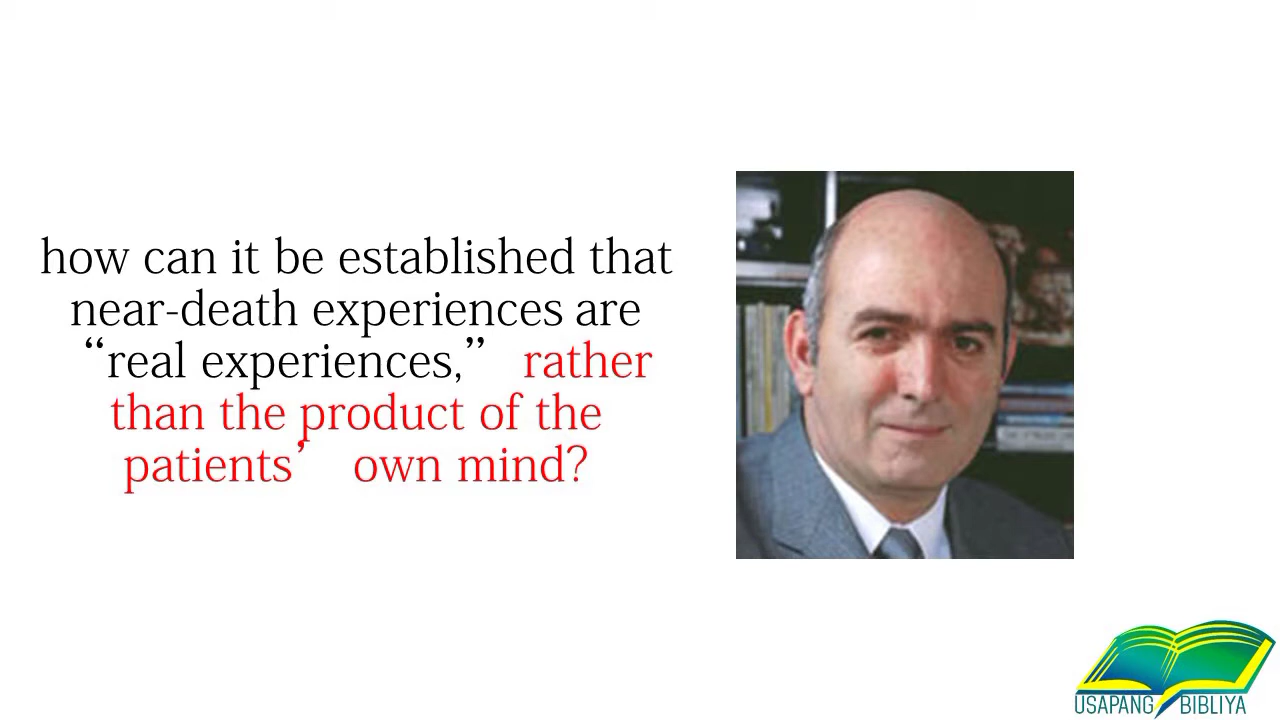 how can it be established that
near-death experiences are
“real experiences,” rather
than the product of the
patients’ own mind?
USAPANG BIBLIYA